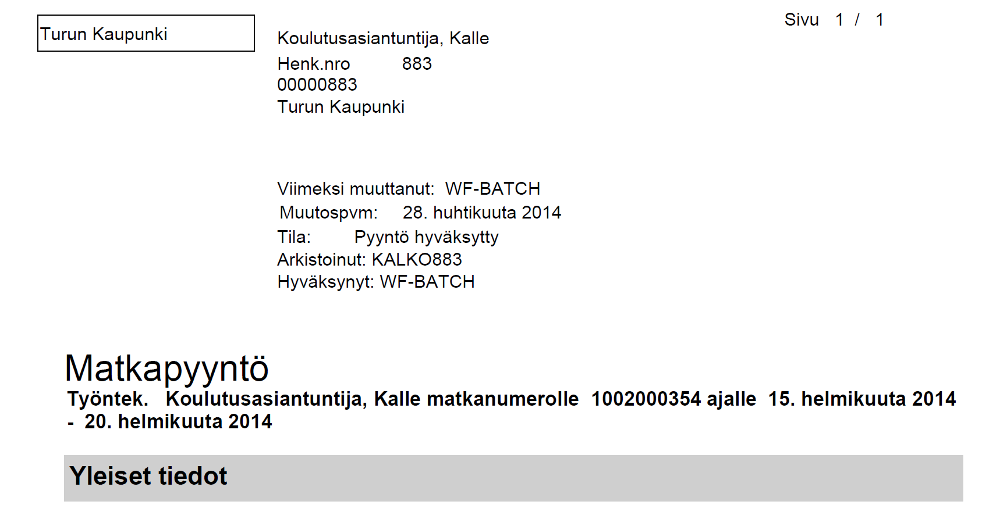 Turun Kaupunki
Sivu 1 / 1
Koulutusasiantuntija, Kalle
Henk.nro 883
00000883
Turun Kaupunki
Viimeksi muuttanut: WF-BATCH
Muutospvm: 28. huhtikuuta 2014
Tila: Pyyntö hyväksytty
Arkistoinut: KALKO883
Hyväksynyt: WF-BATCH
Matkapyyntö
Työntek. Koulutusasiantuntija, Kalle matkanumerolle 1002000354 ajalle 15. helmikuuta 2014
- 20. helmikuuta 2014
Yleiset tiedot